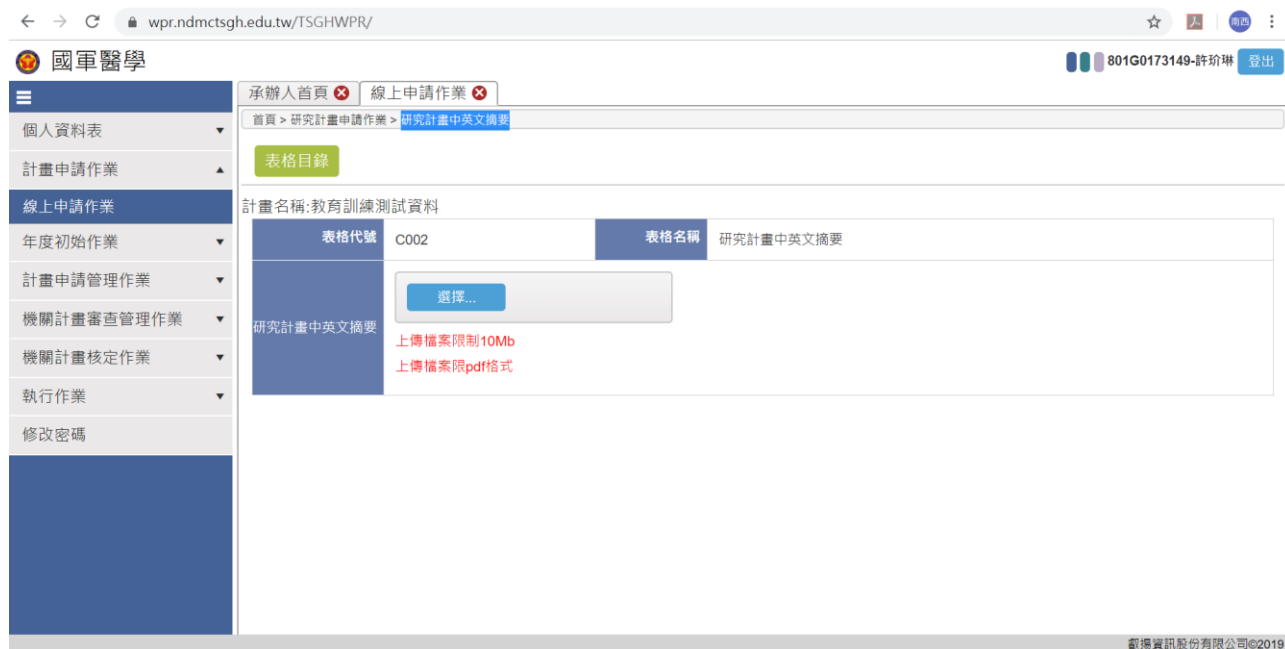 wpr.ndmctsgh.edu.tw/TSGHWPR/
南西
國軍醫學
801G0173149-許玠琳 登出
承辦人首頁 線上申請作業
首頁 > 研究計畫申請作業 > 研究計畫中英文摘要
個人資料表
計畫申請作業
線上申請作業
年度初始作業
計畫申請管理作業
機關計畫審查管理作業
機關計畫核定作業
執行作業
修改密碼
表格目錄
計畫名稱:教育訓練測試資料
表格代號 C002 表格名稱 研究計畫中英文摘要
研究計畫中英文摘要
選擇...
上傳檔案限制10Mb
上傳檔案限pdf格式
叡揚資訊股份有限公司©2019